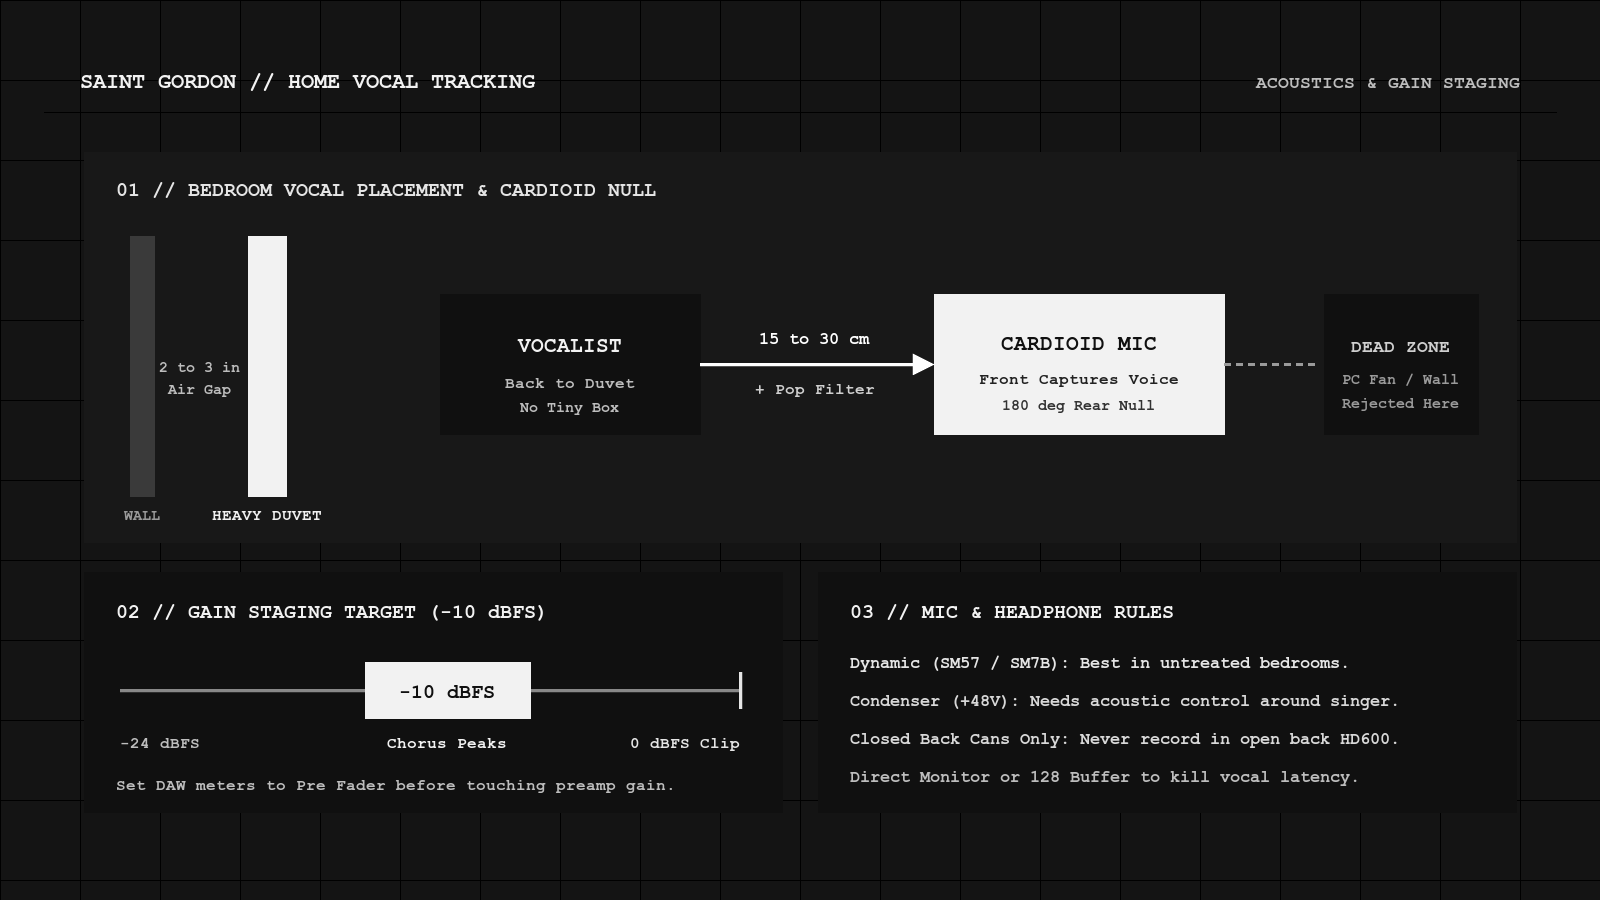 SAINT GORDON // HOME VOCAL TRACKING
ACOUSTICS & GAIN STAGING
01 // BEDROOM VOCAL PLACEMENT & CARDIOID NULL
2 to 3 in
Air Gap
WALL
HEAVY DUVET
VOCALIST
Back to Duvet
No Tiny Box
15 to 30 cm
+ Pop Filter
CARDIOID MIC
Front Captures Voice
180 deg Rear Null
DEAD ZONE
PC Fan / Wall
Rejected Here
02 // GAIN STAGING TARGET (-10 dBFS)
-10 dBFS
-24 dBFS
Chorus Peaks
0 dBFS Clip
Set DAW meters to Pre Fader before touching preamp gain.
03 // MIC & HEADPHONE RULES
Dynamic (SM57 / SM7B): Best in untreated bedrooms.
Condenser (+48V): Needs acoustic control around singer.
Closed Back Cans Only: Never record in open back HD600.
Direct Monitor or 128 Buffer to kill vocal latency.